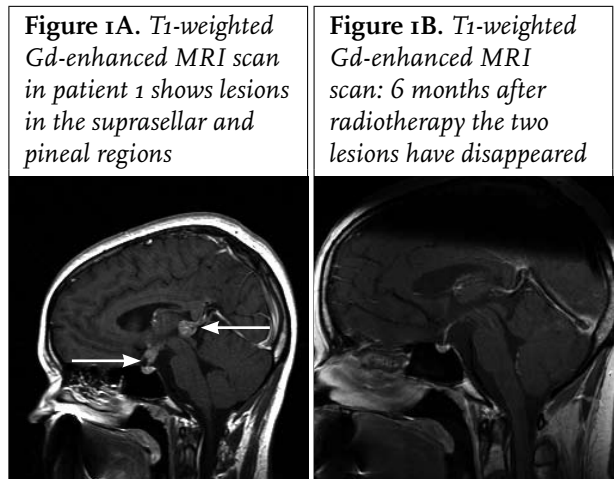 Figure 1A. T1-weighted
Gd-enhanced MRI scan
in patient 1 shows lesions
in the suprasellar and
pineal regions
Figure 1B. T1-weighted
Gd-enhanced MRI
scan: 6 months after
radiotherapy the two
lesions have disappeared